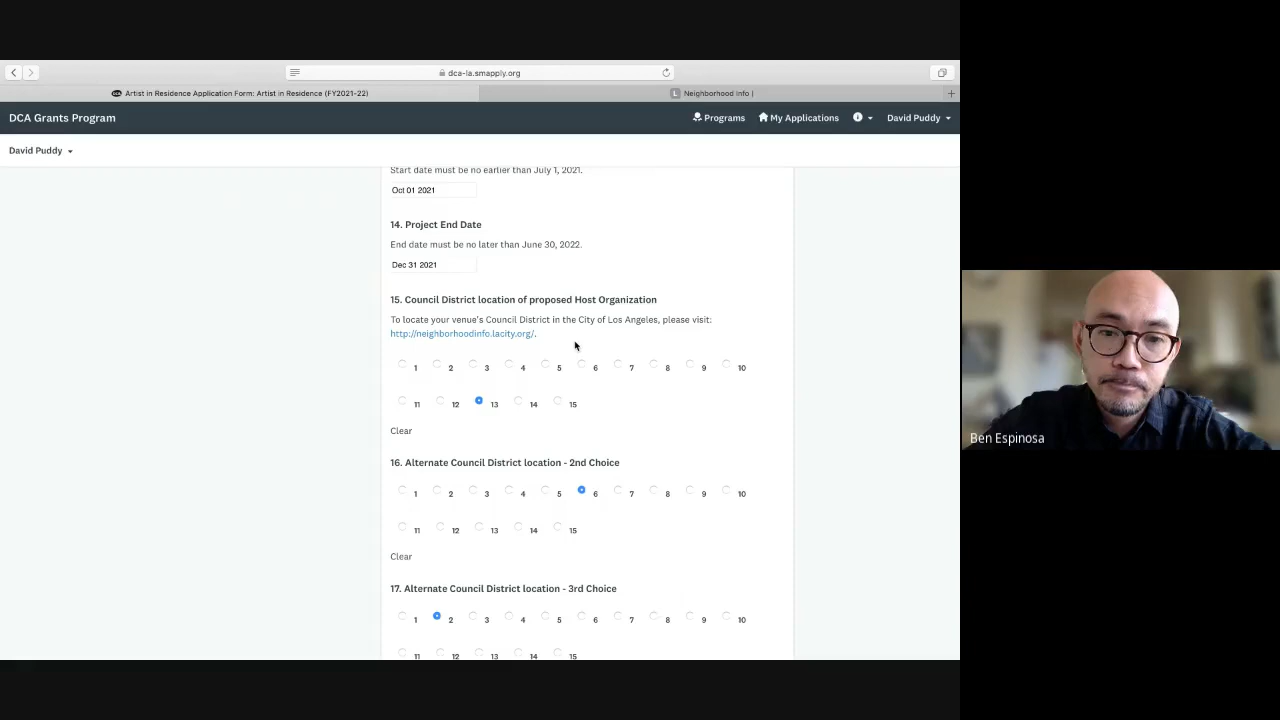 dca-la.smapply.org
Artist in Residence Application Form: Artist in Residence (FY2021-22)
L Neighborhood Info |
DCA Grants Program
Programs
My Applications
David Puddy
David Puddy
Start date must be no earlier than July 1, 2021.
Oct 01 2021
14. Project End Date
End date must be no later than June 30, 2022.
Dec 31 2021
15. Council District location of proposed Host Organization
To locate your venue's Council District in the City of Los Angeles, please visit:
http://neighborhoodinfo.lacity.org/.
1 2 3 4 5 6 7 8 9 10
11 12 13 14 15
Clear
16. Alternate Council District location - 2nd Choice
1 2 3 4 5 6 7 8 9 10
11 12 13 14 15
Clear
17. Alternate Council District location - 3rd Choice
1 2 3 4 5 6 7 8 9 10
11 12 13 14 15
Ben Espinosa